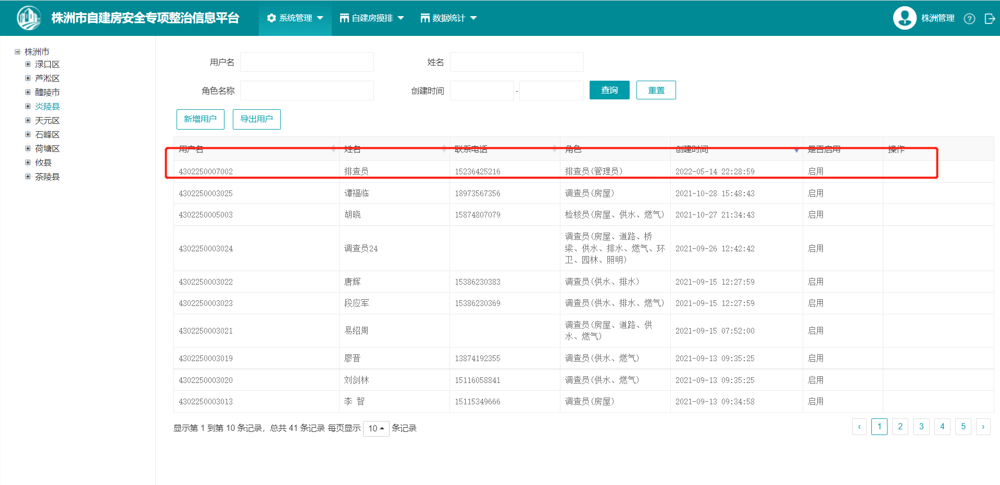 株洲市自建房安全专项整治信息平台 系统管理 自建房摸排 数据统计 株洲管理 ?
株洲市
渌口区
芦淞区
醴陵市
炎陵县
天元区
石峰区
荷塘区
攸县
茶陵县
用户名 姓名
角色名称 创建时间 - 查询 重置
新增用户 导出用户
用户名 姓名 联系电话 角色 创建时间 是否启用 操作
4302250007002 排查员 15236425216 排查员(管理员) 2022-05-14 22:28:59 启用
4302250003025 谭福临 18973567356 调查员(房屋) 2021-10-28 15:48:43 启用
4302250005003 胡晓 15874807079 检核员(房屋、供水、燃气) 2021-10-27 21:34:43 启用
4302250003024 调查员24 调查员(房屋、道路、桥
梁、供水、排水、燃气、环 2021-09-26 12:42:42 启用
卫、园林、照明)
4302250003022 唐辉 15386230383 调查员(供水、排水) 2021-09-15 12:27:59 启用
4302250003023 段应军 15386230369 调查员(供水、排水、燃气) 2021-09-15 12:27:59 启用
4302250003021 易绍周 调查员(房屋、道路、供
水、燃气) 2021-09-15 07:52:00 启用
4302250003019 廖晋 13874192355 调查员(供水、燃气) 2021-09-13 09:35:25 启用
4302250003020 刘剑林 15116058841 调查员(供水、燃气) 2021-09-13 09:35:25 启用
4302250003013 李 智 15115349666 调查员(房屋) 2021-09-13 09:34:58 启用
显示第 1 到第 10 条记录，总共 41 条记录 每页显示 10 条记录 ‹ 1 2 3 4 5 ›